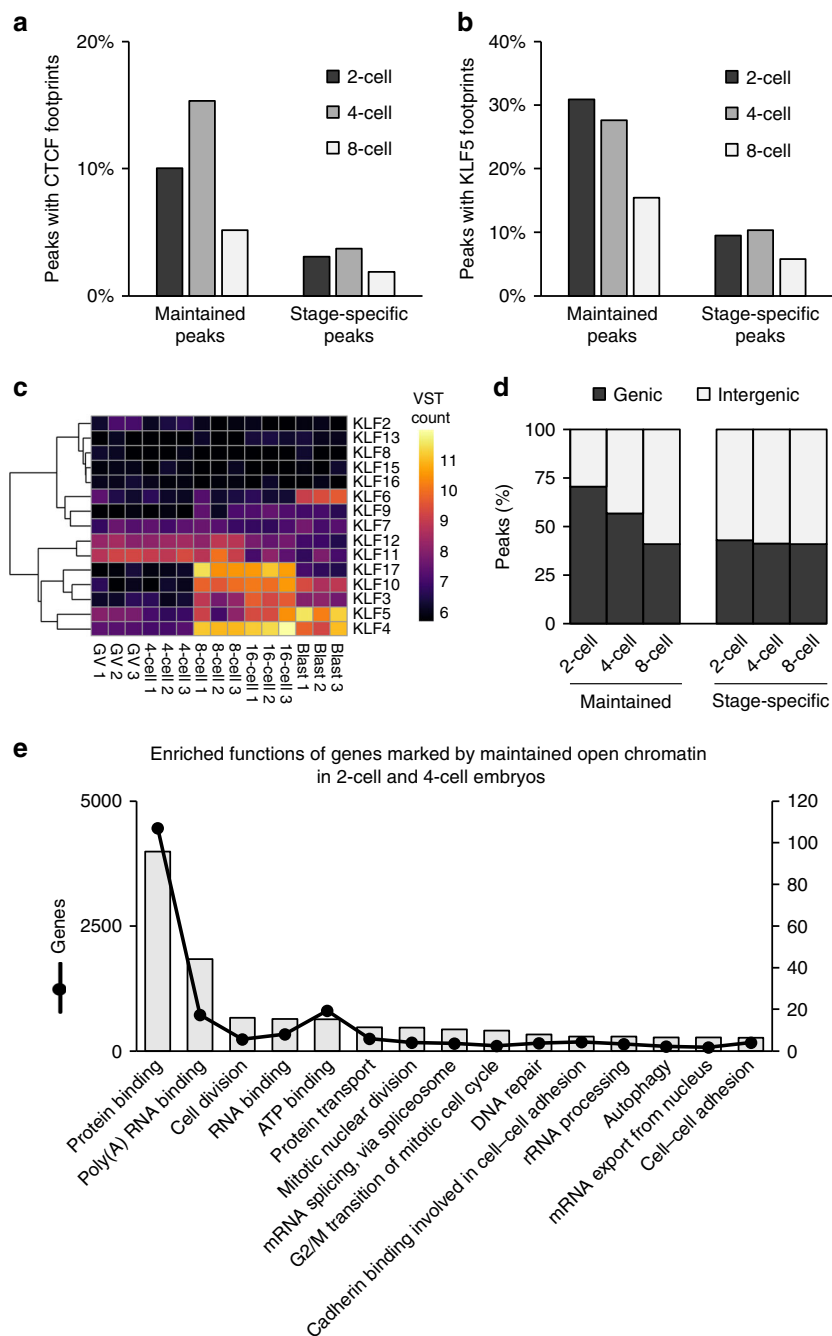 a
20%
10%
0%
Peaks with CTCF footprints
2-cell
4-cell
8-cell
Maintained
peaks
Stage-specific
peaks
b
40%
30%
20%
10%
0%
Peaks with KLF5 footprints
2-cell
4-cell
8-cell
Maintained
peaks
Stage-specific
peaks
c
VST
count
11
10
9
8
7
6
KLF2
KLF13
KLF8
KLF15
KLF16
KLF6
KLF9
KLF7
KLF12
KLF11
KLF17
KLF10
KLF3
KLF5
KLF4
GV 1
GV 2
GV 3
4-cell 1
4-cell 2
4-cell 3
8-cell 1
8-cell 2
8-cell 3
16-cell 1
16-cell 2
16-cell 3
Blast 1
Blast 2
Blast 3
d
Genic
Intergenic
100
75
50
25
0
Peaks (%)
2-cell
4-cell
8-cell
2-cell
4-cell
8-cell
Maintained
Stage-specific
e
Enriched functions of genes marked by maintained open chromatin
in 2-cell and 4-cell embryos
5000
2500
0
Genes
120
100
80
60
40
20
0
Protein binding
Poly(A) RNA binding
Cell division
RNA binding
ATP binding
Protein transport
Mitotic nuclear division
mRNA splicing, via spliceosome
G2/M transition of mitotic cell cycle
DNA repair
Cadherin binding involved in cell–cell adhesion
rRNA processing
Autophagy
mRNA export from nucleus
Cell–cell adhesion